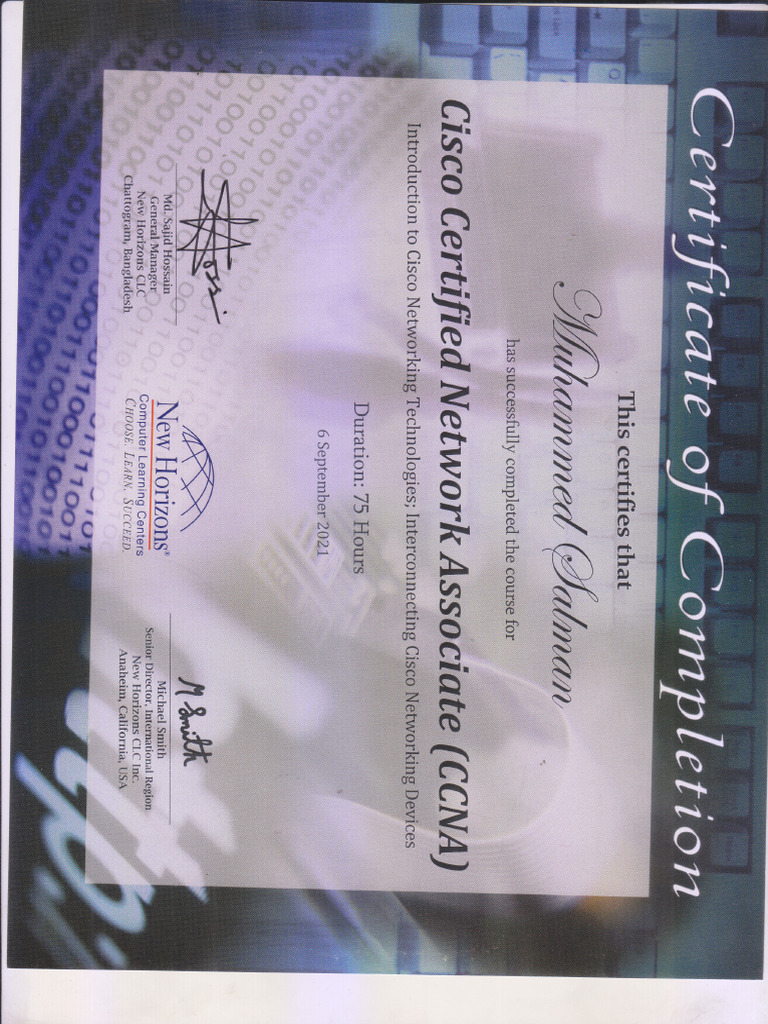 Certificate of Completion
This certifies that
Muhammed Salman
has successfully completed the course for
Cisco Certified Network Associate (CCNA)
Introduction to Cisco Networking Technologies; Interconnecting Cisco Networking Devices
Duration: 75 Hours
6 September 2021
Md. Sajid Hossain
General Manager
New Horizons CLC
Chattogram, Bangladesh
New Horizons®
Computer Learning Centers
CHOOSE. LEARN. SUCCEED.
M Smith
Michael Smith
Senior Director, International Region
New Horizons CLC Inc.
Anaheim, California, USA